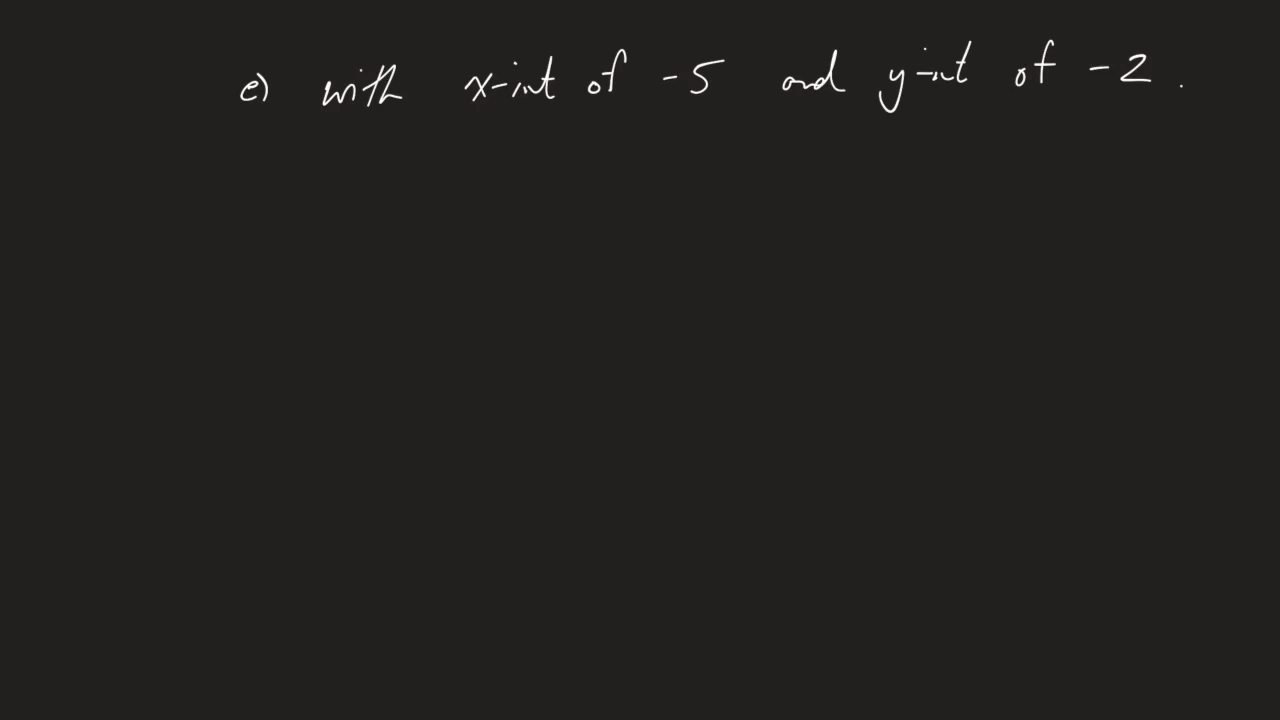 e) with x-int of -5 and y-int of -2.